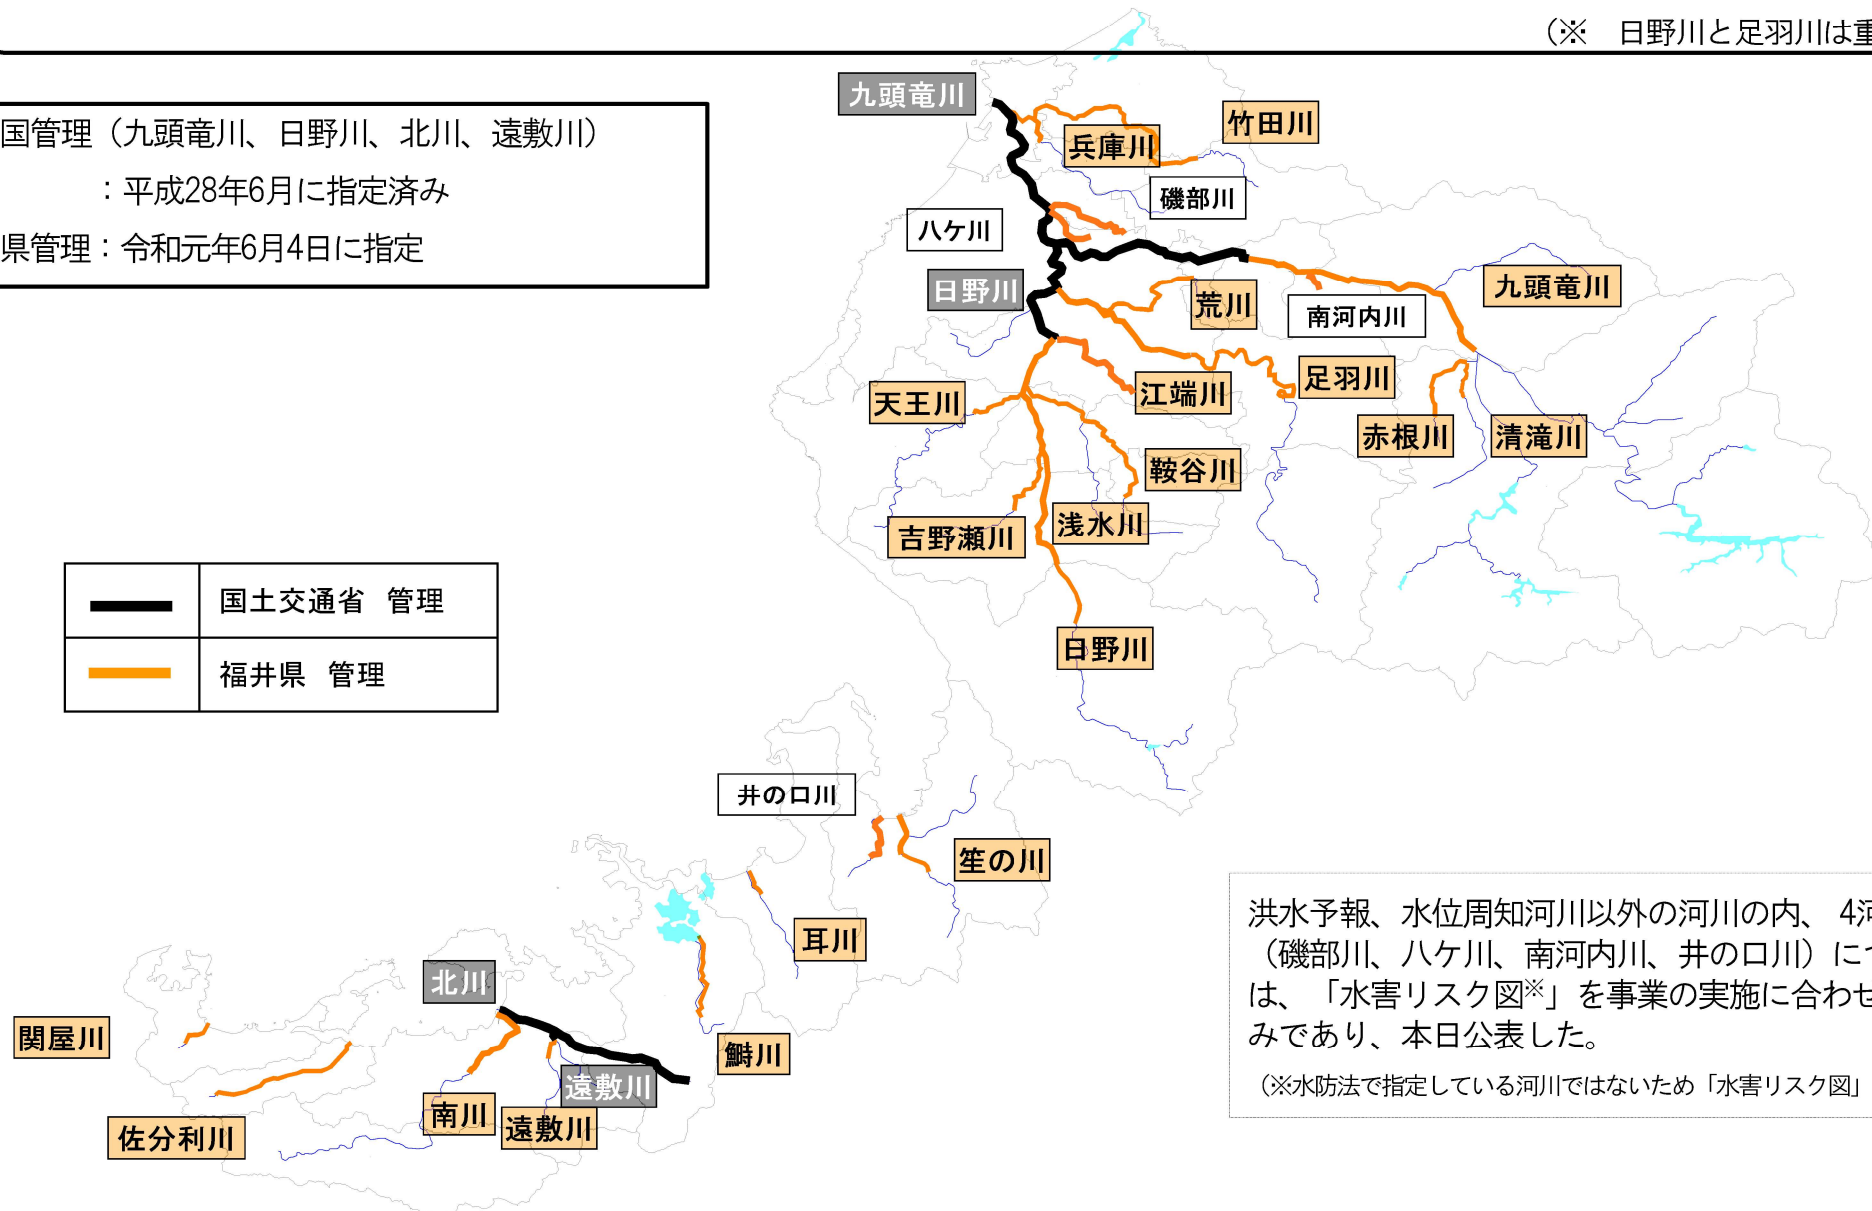 （※　日野川と足羽川は重
国管理（九頭竜川、日野川、北川、遠敷川）
：平成28年6月に指定済み
県管理：令和元年6月4日に指定
九頭竜川
竹田川
兵庫川
磯部川
八ケ川
日野川
荒川
南河内川
九頭竜川
足羽川
江端川
天王川
赤根川
清滝川
鞍谷川
浅水川
吉野瀬川
日野川
国土交通省　管理
福井県　管理
井の口川
笙の川
耳川
北川
鰣川
関屋川
遠敷川
南川
遠敷川
佐分利川
洪水予報、水位周知河川以外の河川の内、 4河
（磯部川、八ケ川、南河内川、井の口川）につ
は、「水害リスク図※」を事業の実施に合わせ
みであり、本日公表した。
（※水防法で指定している河川ではないため「水害リスク図」